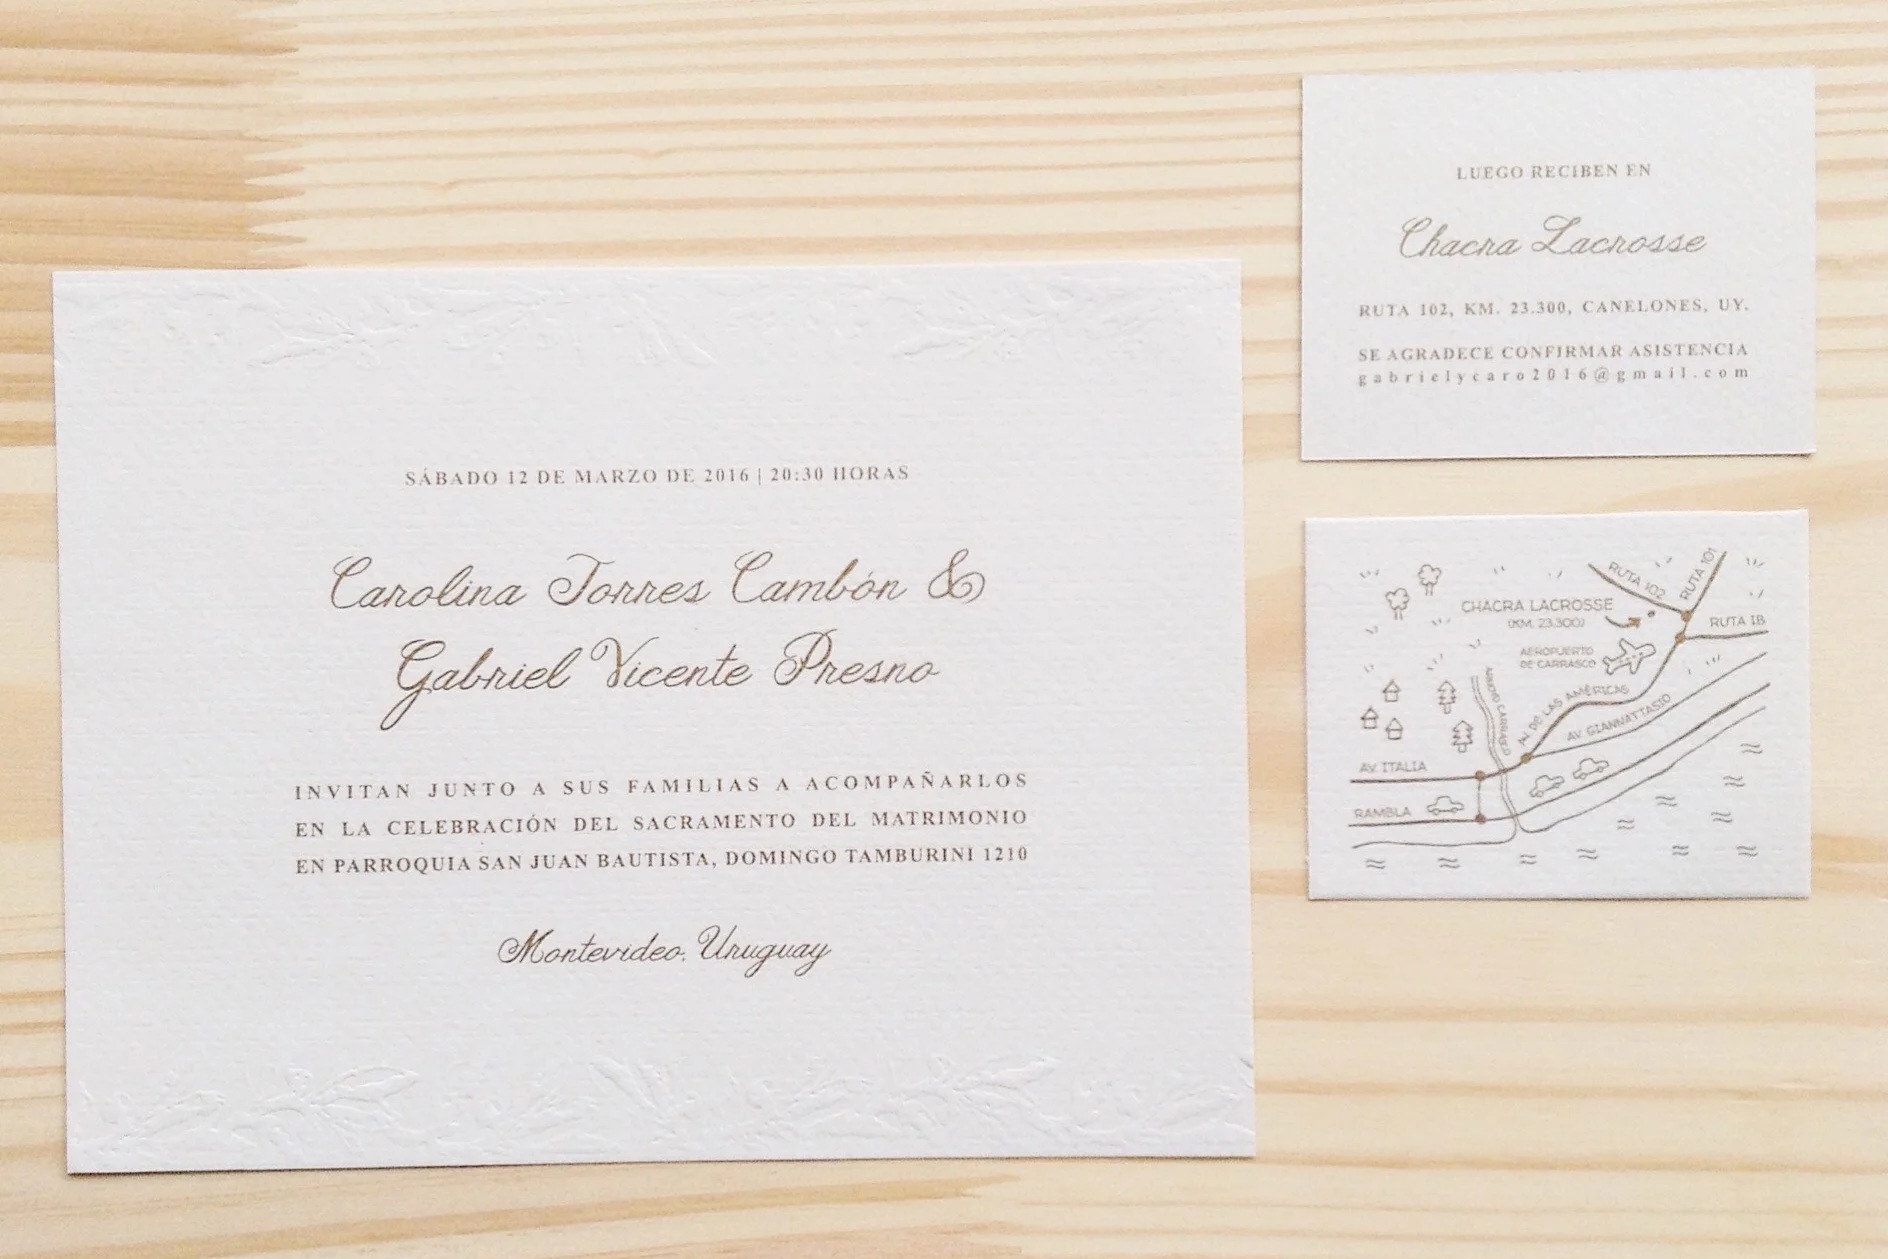 SÁBADO 12 DE MARZO DE 2016 | 20:30 HORAS
Carolina Torres Cambón &
Gabriel Vicente Presno
INVITAN JUNTO A SUS FAMILIAS A ACOMPAÑARLOS
EN LA CELEBRACIÓN DEL SACRAMENTO DEL MATRIMONIO
EN PARROQUIA SAN JUAN BAUTISTA, DOMINGO TAMBURINI 1210
Montevideo, Uruguay
LUEGO RECIBEN EN
Chacra Lacrosse
RUTA 102, KM. 23.300, CANELONES, UY.
SE AGRADECE CONFIRMAR ASISTENCIA
gabrielycaro2016@gmail.com
RUTA 102
RUTA 101
CHACRA LACROSSE
(KM. 23.300)
RUTA IB
AEROPUERTO
DE CARRASCO
ARROYO CARRASCO
AV. DE LAS AMÉRICAS
AV. GIANNATTASIO
AV. ITALIA
RAMBLA